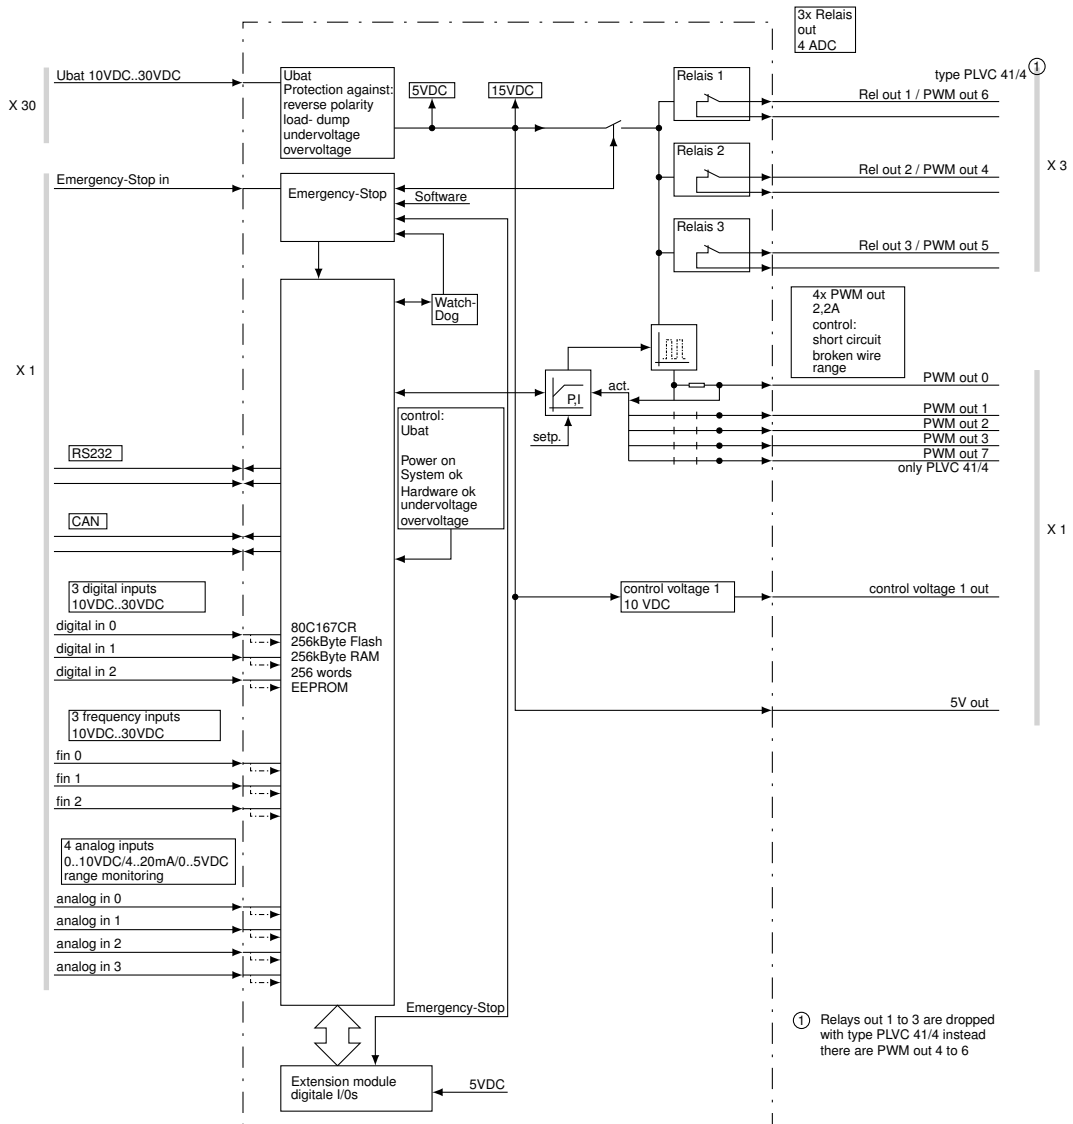 3x Relais
out
4 ADC
Ubat 10VDC..30VDC
X 30
Ubat
Protection against:
reverse polarity
load- dump
undervoltage
overvoltage
5VDC
15VDC
Relais 1
type PLVC 41/4
1
Rel out 1 / PWM out 6
Relais 2
Rel out 2 / PWM out 4
X 3
Relais 3
Rel out 3 / PWM out 5
Emergency-Stop in
Emergency-Stop
Software
Watch-
Dog
4x PWM out
2,2A
control:
short circuit
broken wire
range
X 1
P,I
act.
setp.
PWM out 0
PWM out 1
PWM out 2
PWM out 3
PWM out 7
only PLVC 41/4
control:
Ubat
Power on
System ok
Hardware ok
undervoltage
overvoltage
RS232
CAN
X 1
3 digital inputs
10VDC..30VDC
digital in 0
digital in 1
digital in 2
80C167CR
256kByte Flash
256kByte RAM
256 words
EEPROM
control voltage 1
10 VDC
control voltage 1 out
5V out
3 frequency inputs
10VDC..30VDC
fin 0
fin 1
fin 2
4 analog inputs
0..10VDC/4..20mA/0..5VDC
range monitoring
analog in 0
analog in 1
analog in 2
analog in 3
Emergency-Stop
Extension module
digitale I/0s
5VDC
1 Relays out 1 to 3 are dropped
with type PLVC 41/4 instead
there are PWM out 4 to 6